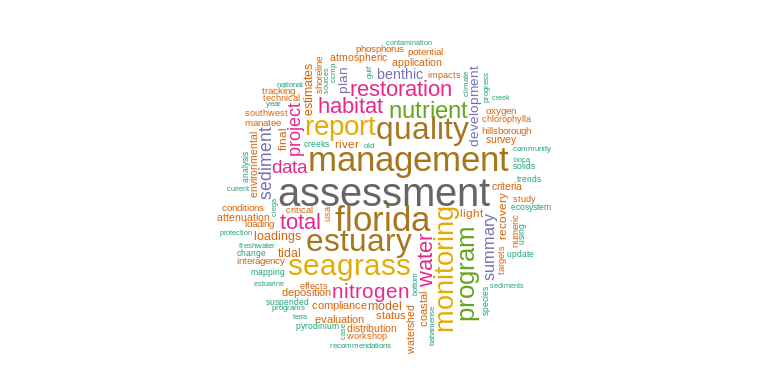 contamination
phosphorus potential
atmospheric
gulf
application
benthic impacts
plan
ccmp
sources
shoreline
estimates
national
tracking
technical
year
restoration
habitat
nutrient
development
climate
progress
creek
southwest
manatee
project
report
quality
oxygen
chlorophylla
hillsborough
survey
final
creeks river old
community
environmental
analysis
sediment
data
management
boca
solids
trends
current
assessment
criteria
study
ecosystem
ciega
critical
usa
conditions
attenuation
loading
total
florida
light
recovery
numeric
using
protection
loadings
estuary
monitoring
program
summary
water
freshwater
change
tidal
update
interagency
mapping
seagrass
targets
estuarine
effects
deposition
nitrogen
bottom
species
sediments
suspended
programs
compliance model
coastal
terra
evaluation
status
watershed
bahamense
pyrodinium
case
distribution
workshop
recommendations